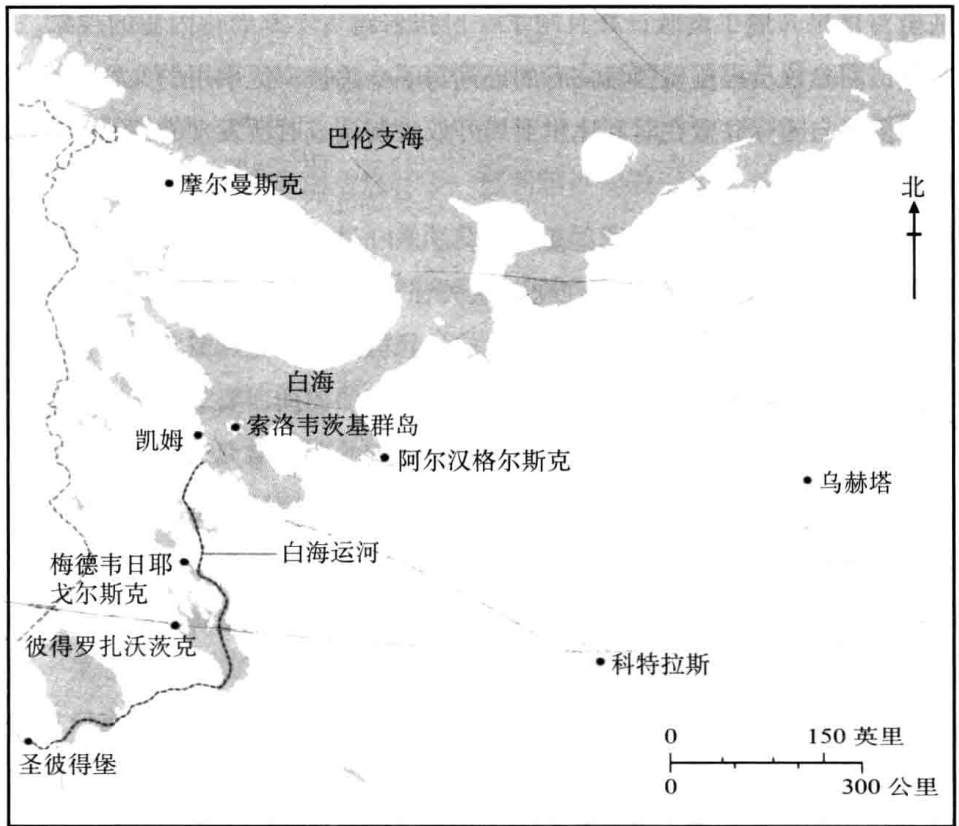 巴伦支海
摩尔曼斯克
北
白海
索洛韦茨基群岛
凯姆
阿尔汉格尔斯克
乌赫塔
白海运河
梅德韦日耶
戈尔斯克
彼得罗扎沃茨克
科特拉斯
0 150 英里
圣彼得堡
0 300 公里